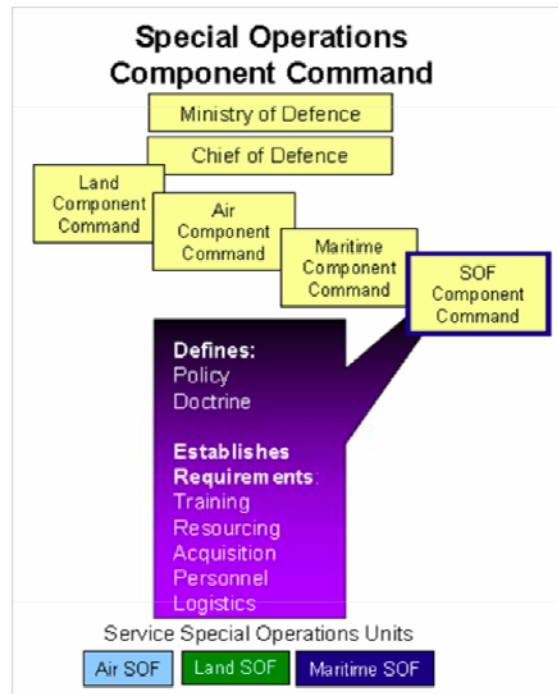 Special Operations
Component Command
Ministry of Defence
Chief of Defence
Land
Component
Command
Air
Component
Command
Maritime
Component
Command
SOF
Component
Command
Defines:
Policy
Doctrine
Establishes
Requirements:
Training
Resourcing
Acquisition
Personnel
Logistics
Service Special Operations Units
Air SOF
Land SOF
Maritime SOF